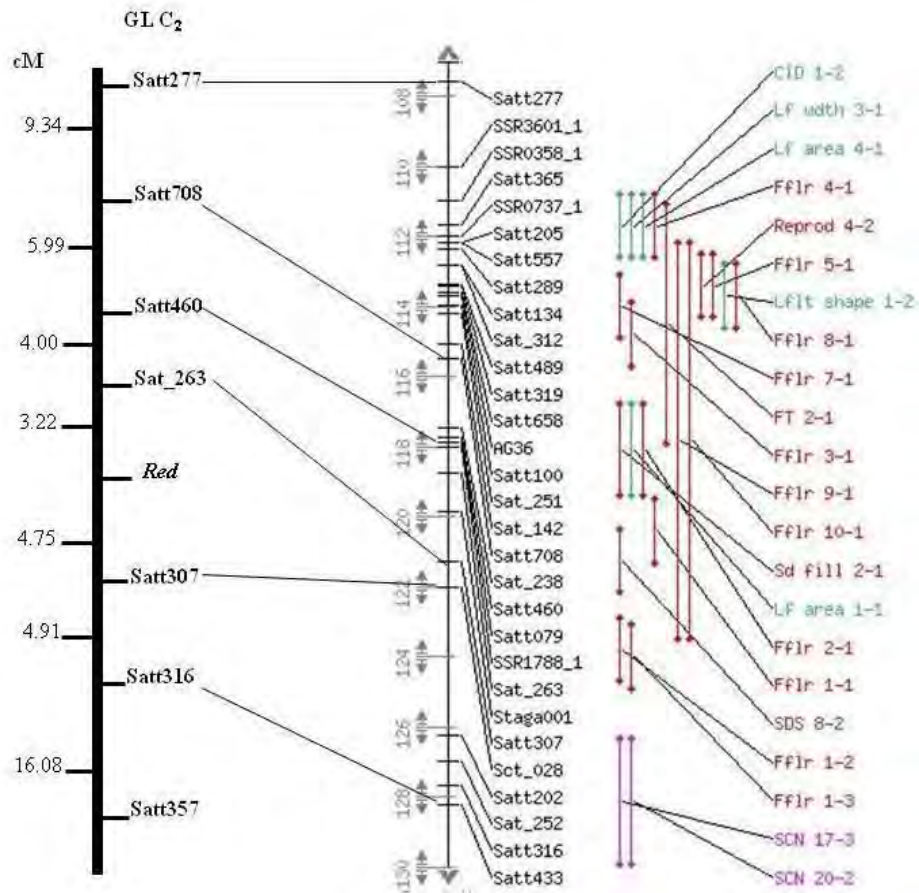 GL C2
cM
Satt277
9.34
Satt708
5.99
Satt460
4.00
Sat_263
3.22
Red
4.75
Satt307
4.91
Satt316
16.08
Satt357
108
110
112
114
116
118
120
122
124
126
128
130
Satt277
SSR3601_1
SSR0358_1
Satt365
SSR0737_1
Satt205
Satt557
Satt289
Satt134
Sat_312
Satt489
Satt319
Satt658
AG36
Satt100
Sat_251
Sat_142
Satt708
Sat_238
Satt460
Satt079
SSR1788_1
Sat_263
Staga001
Satt307
Sct_028
Satt202
Sat_252
Satt316
Satt433
CID 1-2
Lf wdth 3-1
Lf area 4-1
Fflr 4-1
Reprod 4-2
Fflr 5-1
Lflt shape 1-2
Fflr 8-1
Fflr 7-1
FT 2-1
Fflr 3-1
Fflr 9-1
Fflr 10-1
Sd fill 2-1
Lf area 1-1
Fflr 2-1
Fflr 1-1
SDS 8-2
Fflr 1-2
Fflr 1-3
SCN 17-3
SCN 20-2